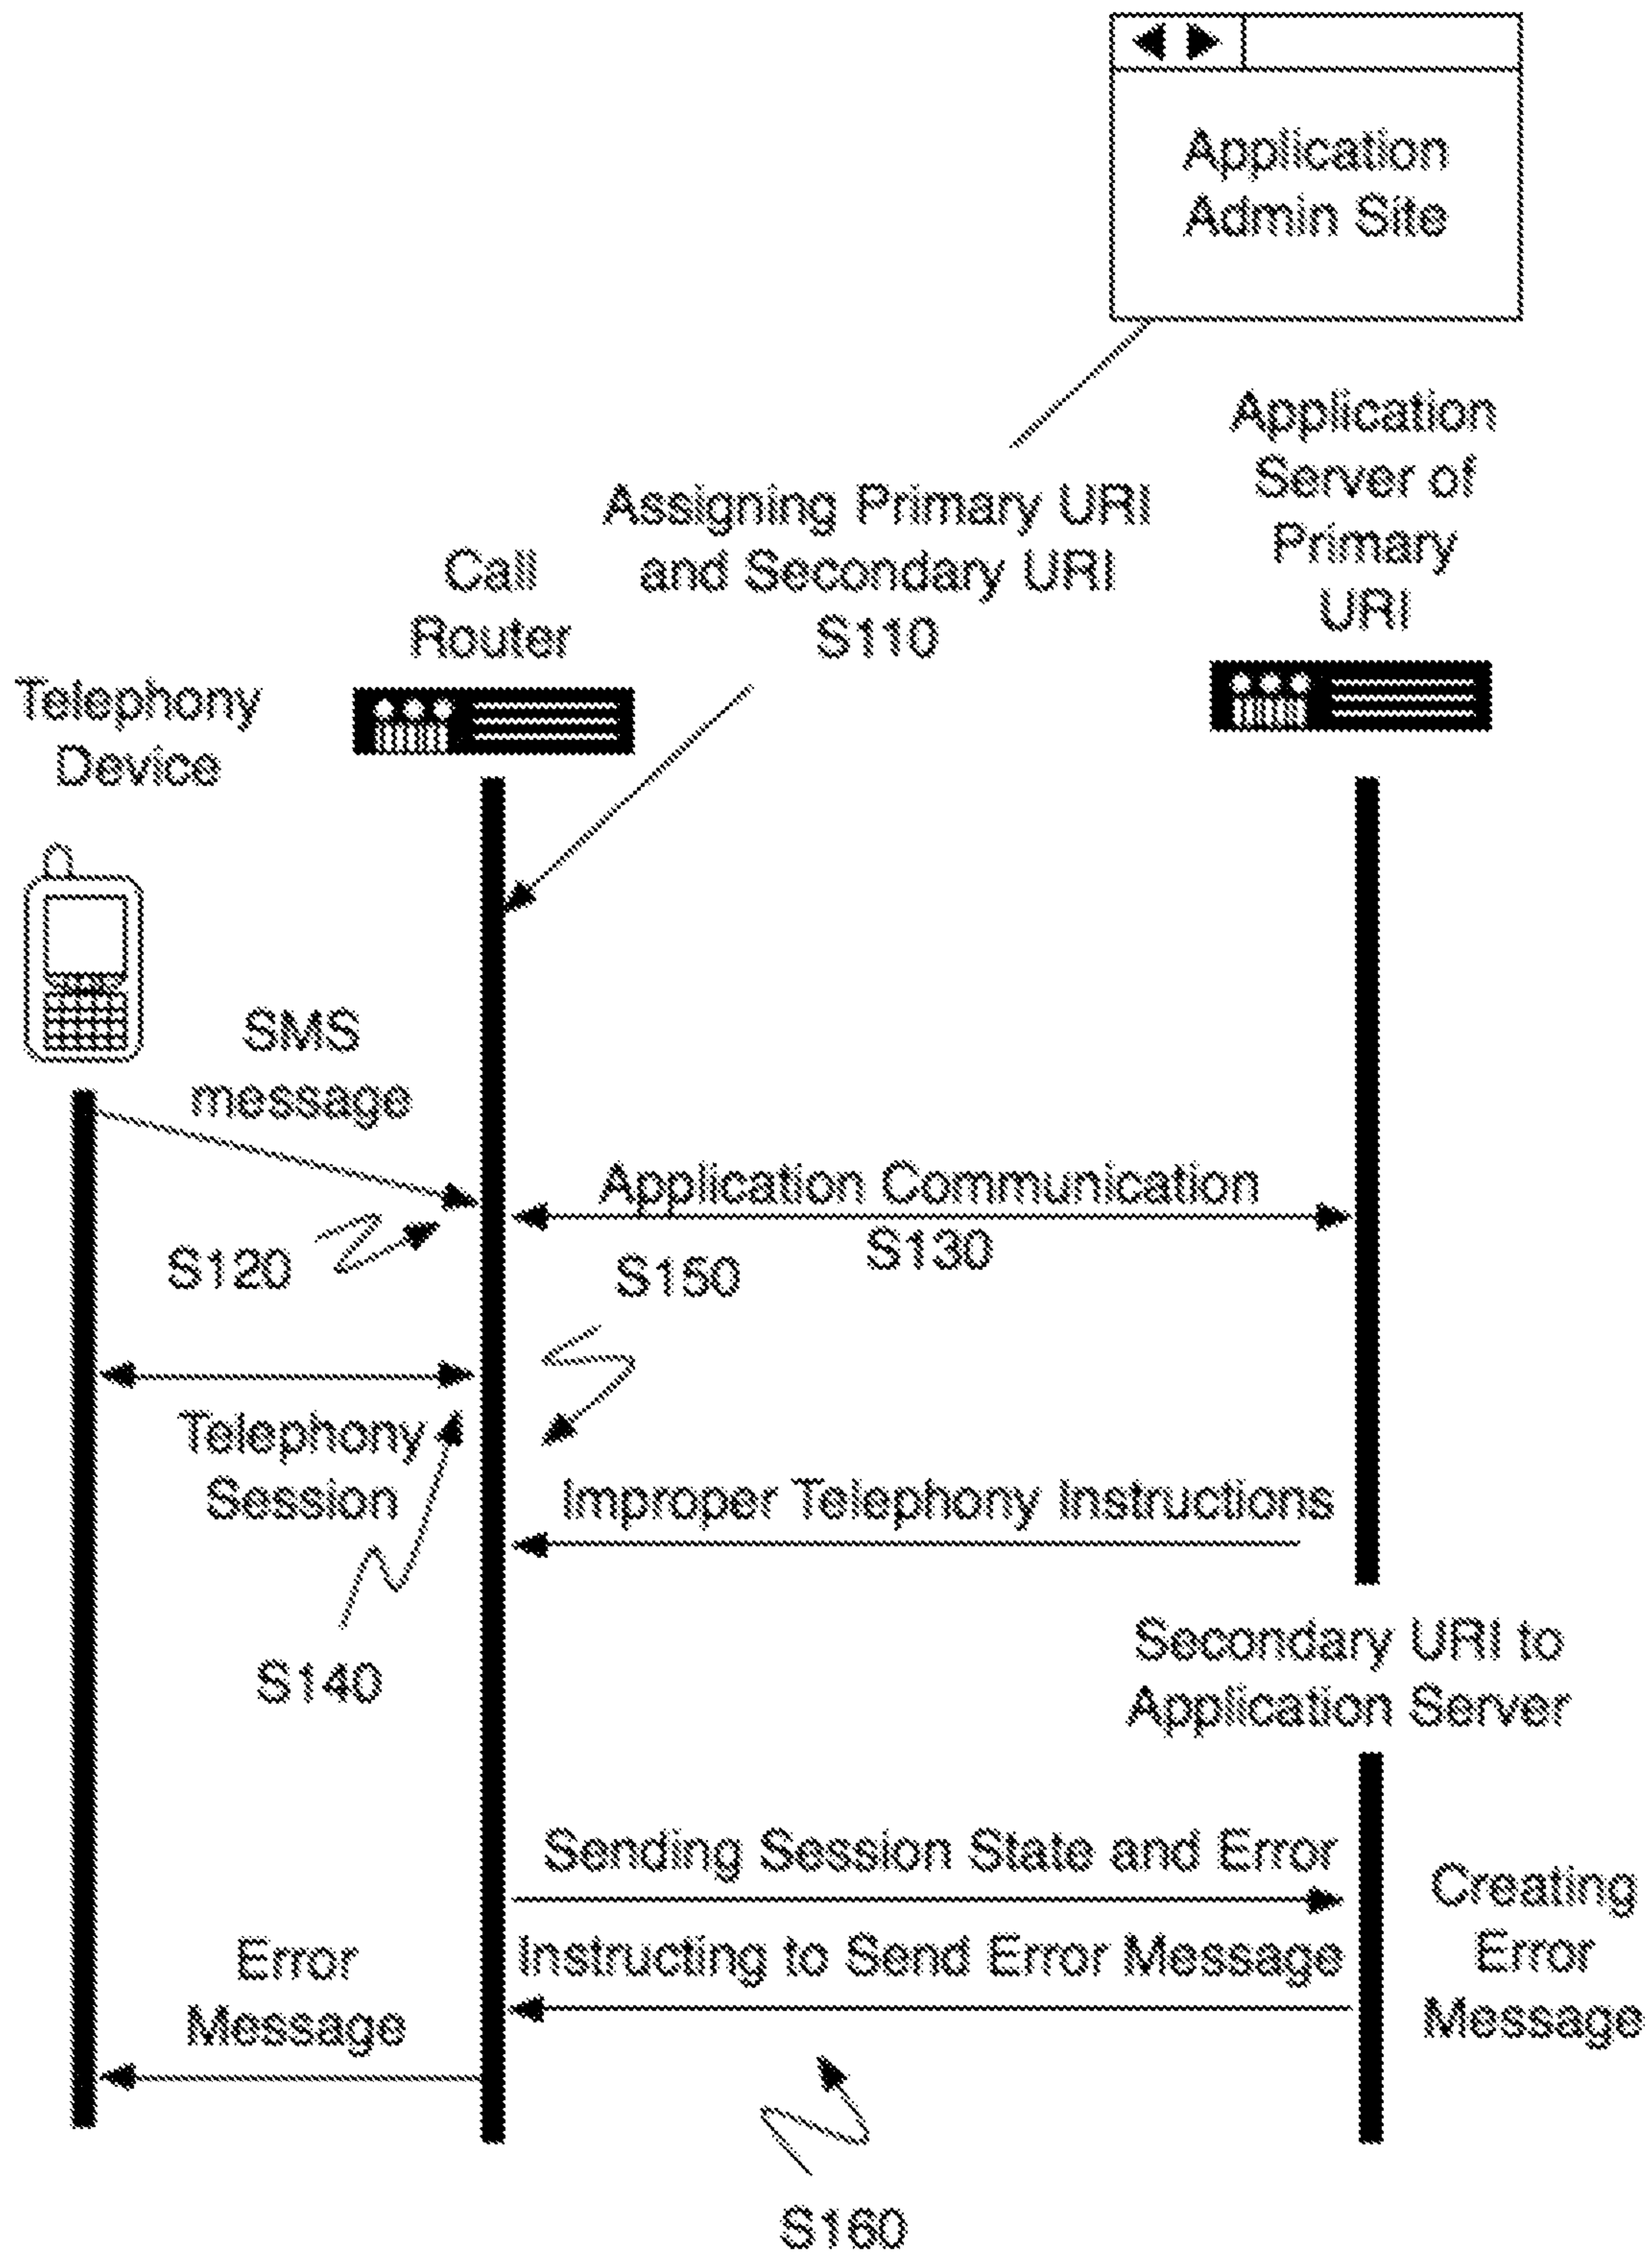 Application
Admin Site
Application
Server of
Primary
URI
Assigning Primary URI
and Secondary URI
S110
Call
Router
Telephony
Device
SMS
message
Application Communication
S130
S120
S150
Telephony
Session
Improper Telephony Instructions
S140
Secondary URI to
Application Server
Sending Session State and Error
Creating
Error
Message
Instructing to Send Error Message
Error
Message
S160